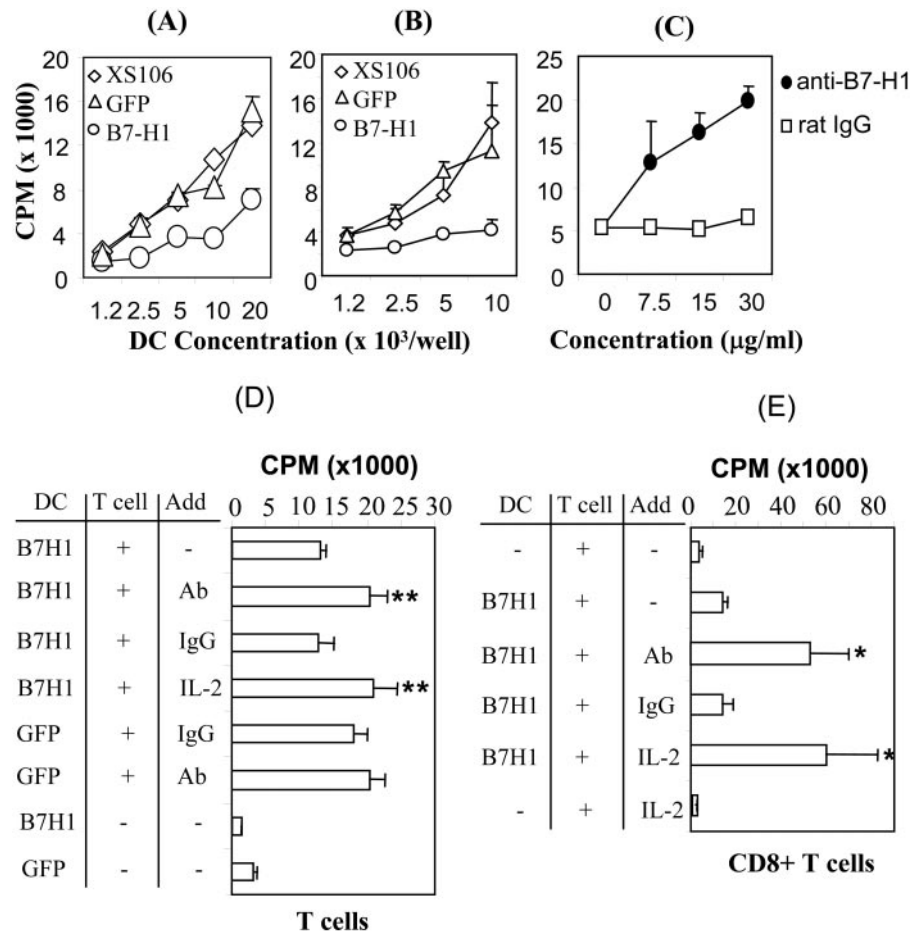 (A) (B) (C)
CPM (x 1000)
20
16
12
8
4
0
XS106
GFP
B7-H1
1.2 2.5 5 10 20
20
16
12
8
4
0
XS106
GFP
B7-H1
1.2 2.5 5 10
DC Concentration (x 10³/well)
25
20
15
10
5
0
0 7.5 15 30
Concentration (μg/ml)
anti-B7-H1
rat IgG
(D)
CPM (x1000)
0 5 10 15 20 25 30
DC T cell Add
B7H1 + -
B7H1 + Ab **
B7H1 + IgG
B7H1 + IL-2 **
GFP + IgG
GFP + Ab
B7H1 - -
GFP - -
T cells
(E)
CPM (x1000)
0 20 40 60 80
DC T cell Add
- + -
B7H1 + -
B7H1 + Ab *
B7H1 + IgG
B7H1 + IL-2 *
- + IL-2
CD8+ T cells